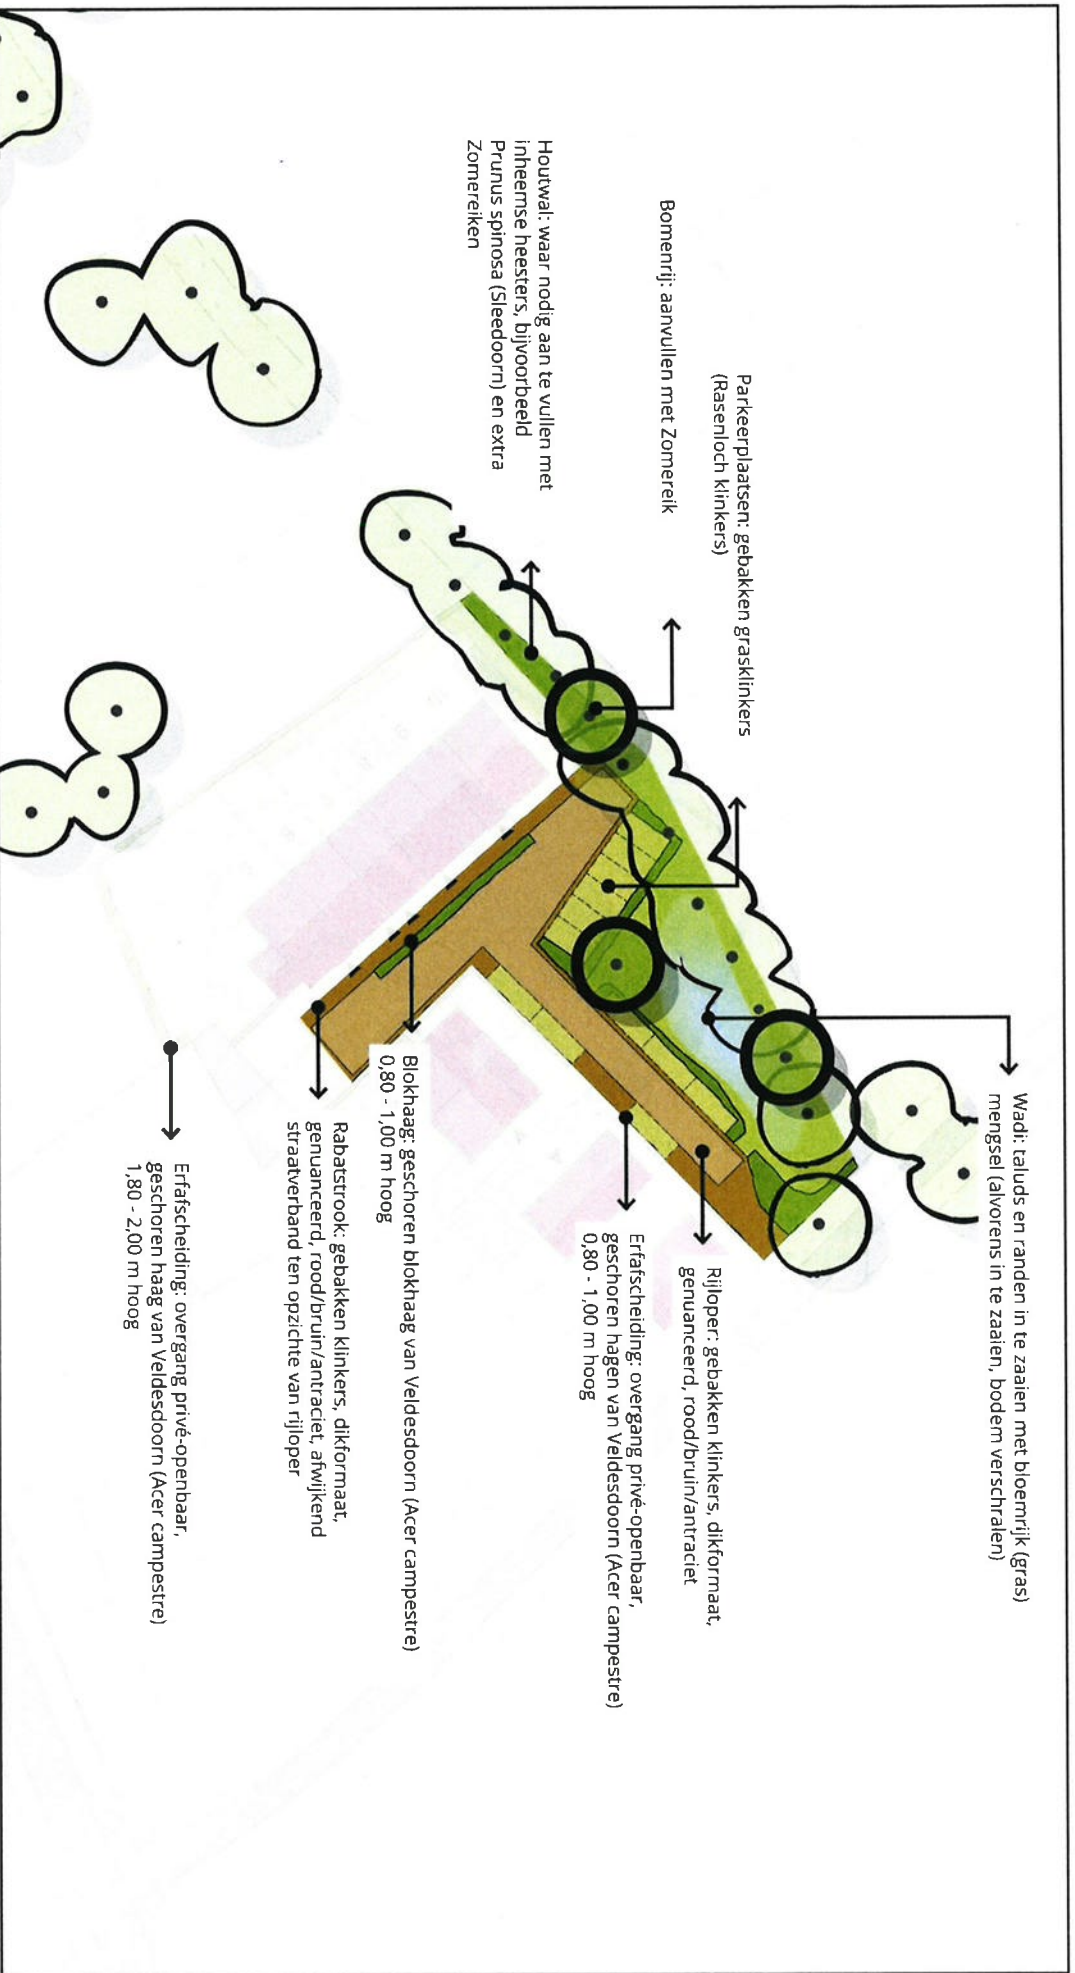 Wadi: taluds en randen in te zaaien met bloemrijk (gras)
mengsel (alvorens in te zaaien, bodem verschralen)
Parkeerplaatsen: gebakken grasklinkers
(Rasenloch klinkers)
Bomenrij: aanvullen met Zomereik
Houtwal: waar nodig aan te vullen met
inheemse heesters, bijvoorbeeld
Prunus spinosa (Sleedoorn) en extra
Zomereiken
Rijloper: gebakken klinkers, dikformaat,
genuanceerd, rood/bruin/antraciet
Erfafscheiding: overgang privé-openbaar,
geschoren hagen van Veldesdoorn (Acer campestre)
0,80 - 1,00 m hoog
Blokhaag: geschoren blokhaag van Veldesdoorn (Acer campestre)
0,80 - 1,00 m hoog
Rabatstrook: gebakken klinkers, dikformaat,
genuanceerd, rood/bruin/antraciet, afwijkend
straatverband ten opzichte van rijloper
Erfafscheiding: overgang privé-openbaar,
geschoren haag van Veldesdoorn (Acer campestre)
1,80 - 2,00 m hoog